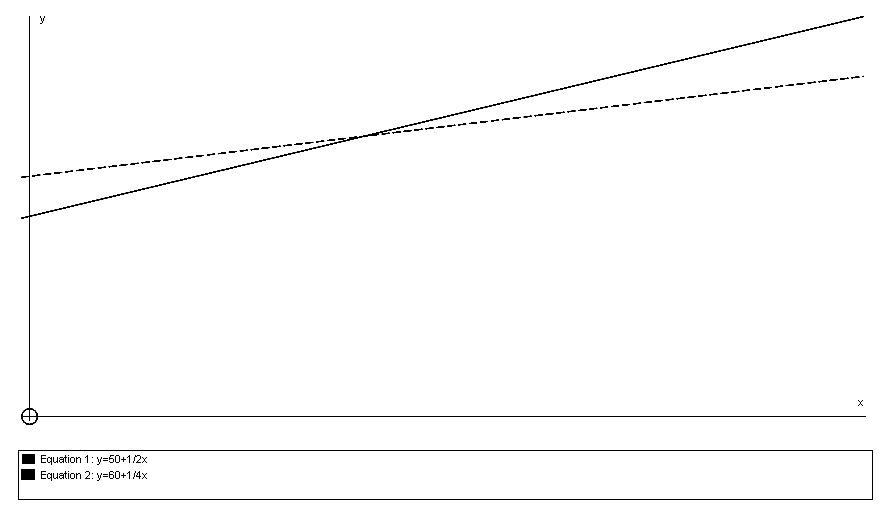 y
x
Equation 1: y=50+1/2x
Equation 2: y=60+1/4x